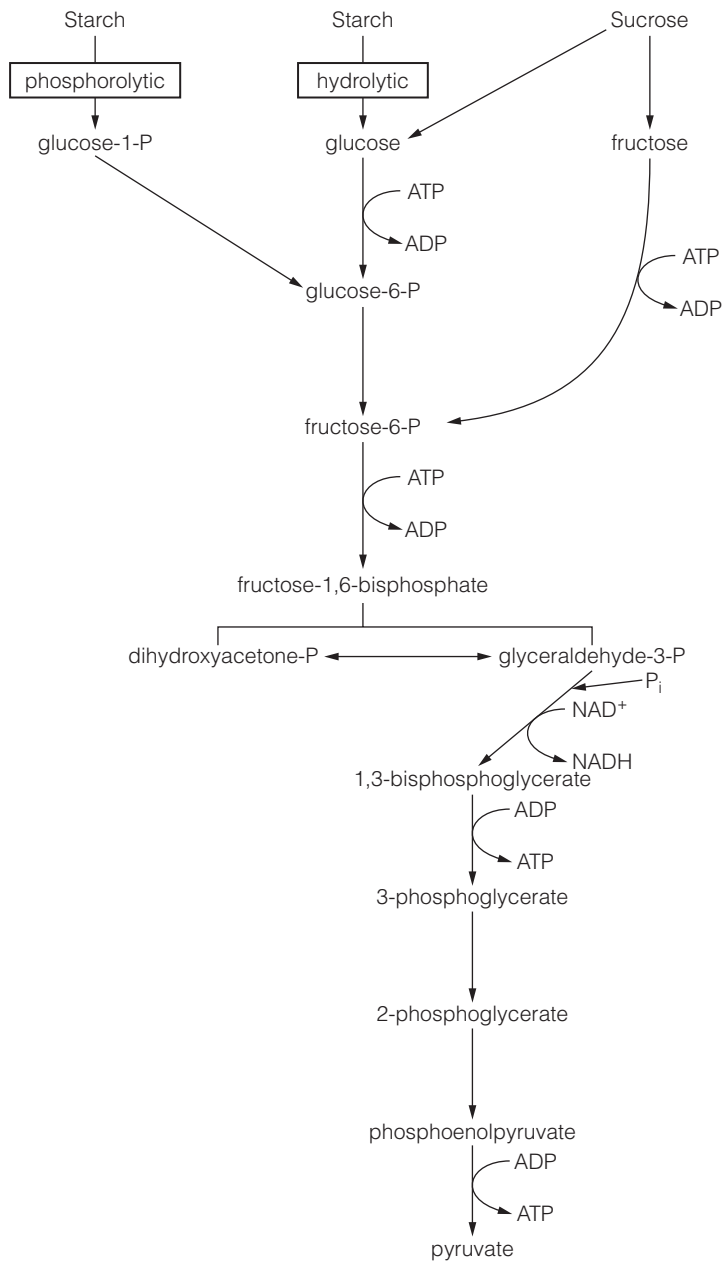 Starch Starch Sucrose
phosphorolytic hydrolytic
glucose-1-P glucose fructose
ATP
ADP
ATP
ADP
glucose-6-P
fructose-6-P
ATP
ADP
fructose-1,6-bisphosphate
dihydroxyacetone-P glyceraldehyde-3-P
Pᵢ
NAD⁺
NADH
1,3-bisphosphoglycerate
ADP
ATP
3-phosphoglycerate
2-phosphoglycerate
phosphoenolpyruvate
ADP
ATP
pyruvate